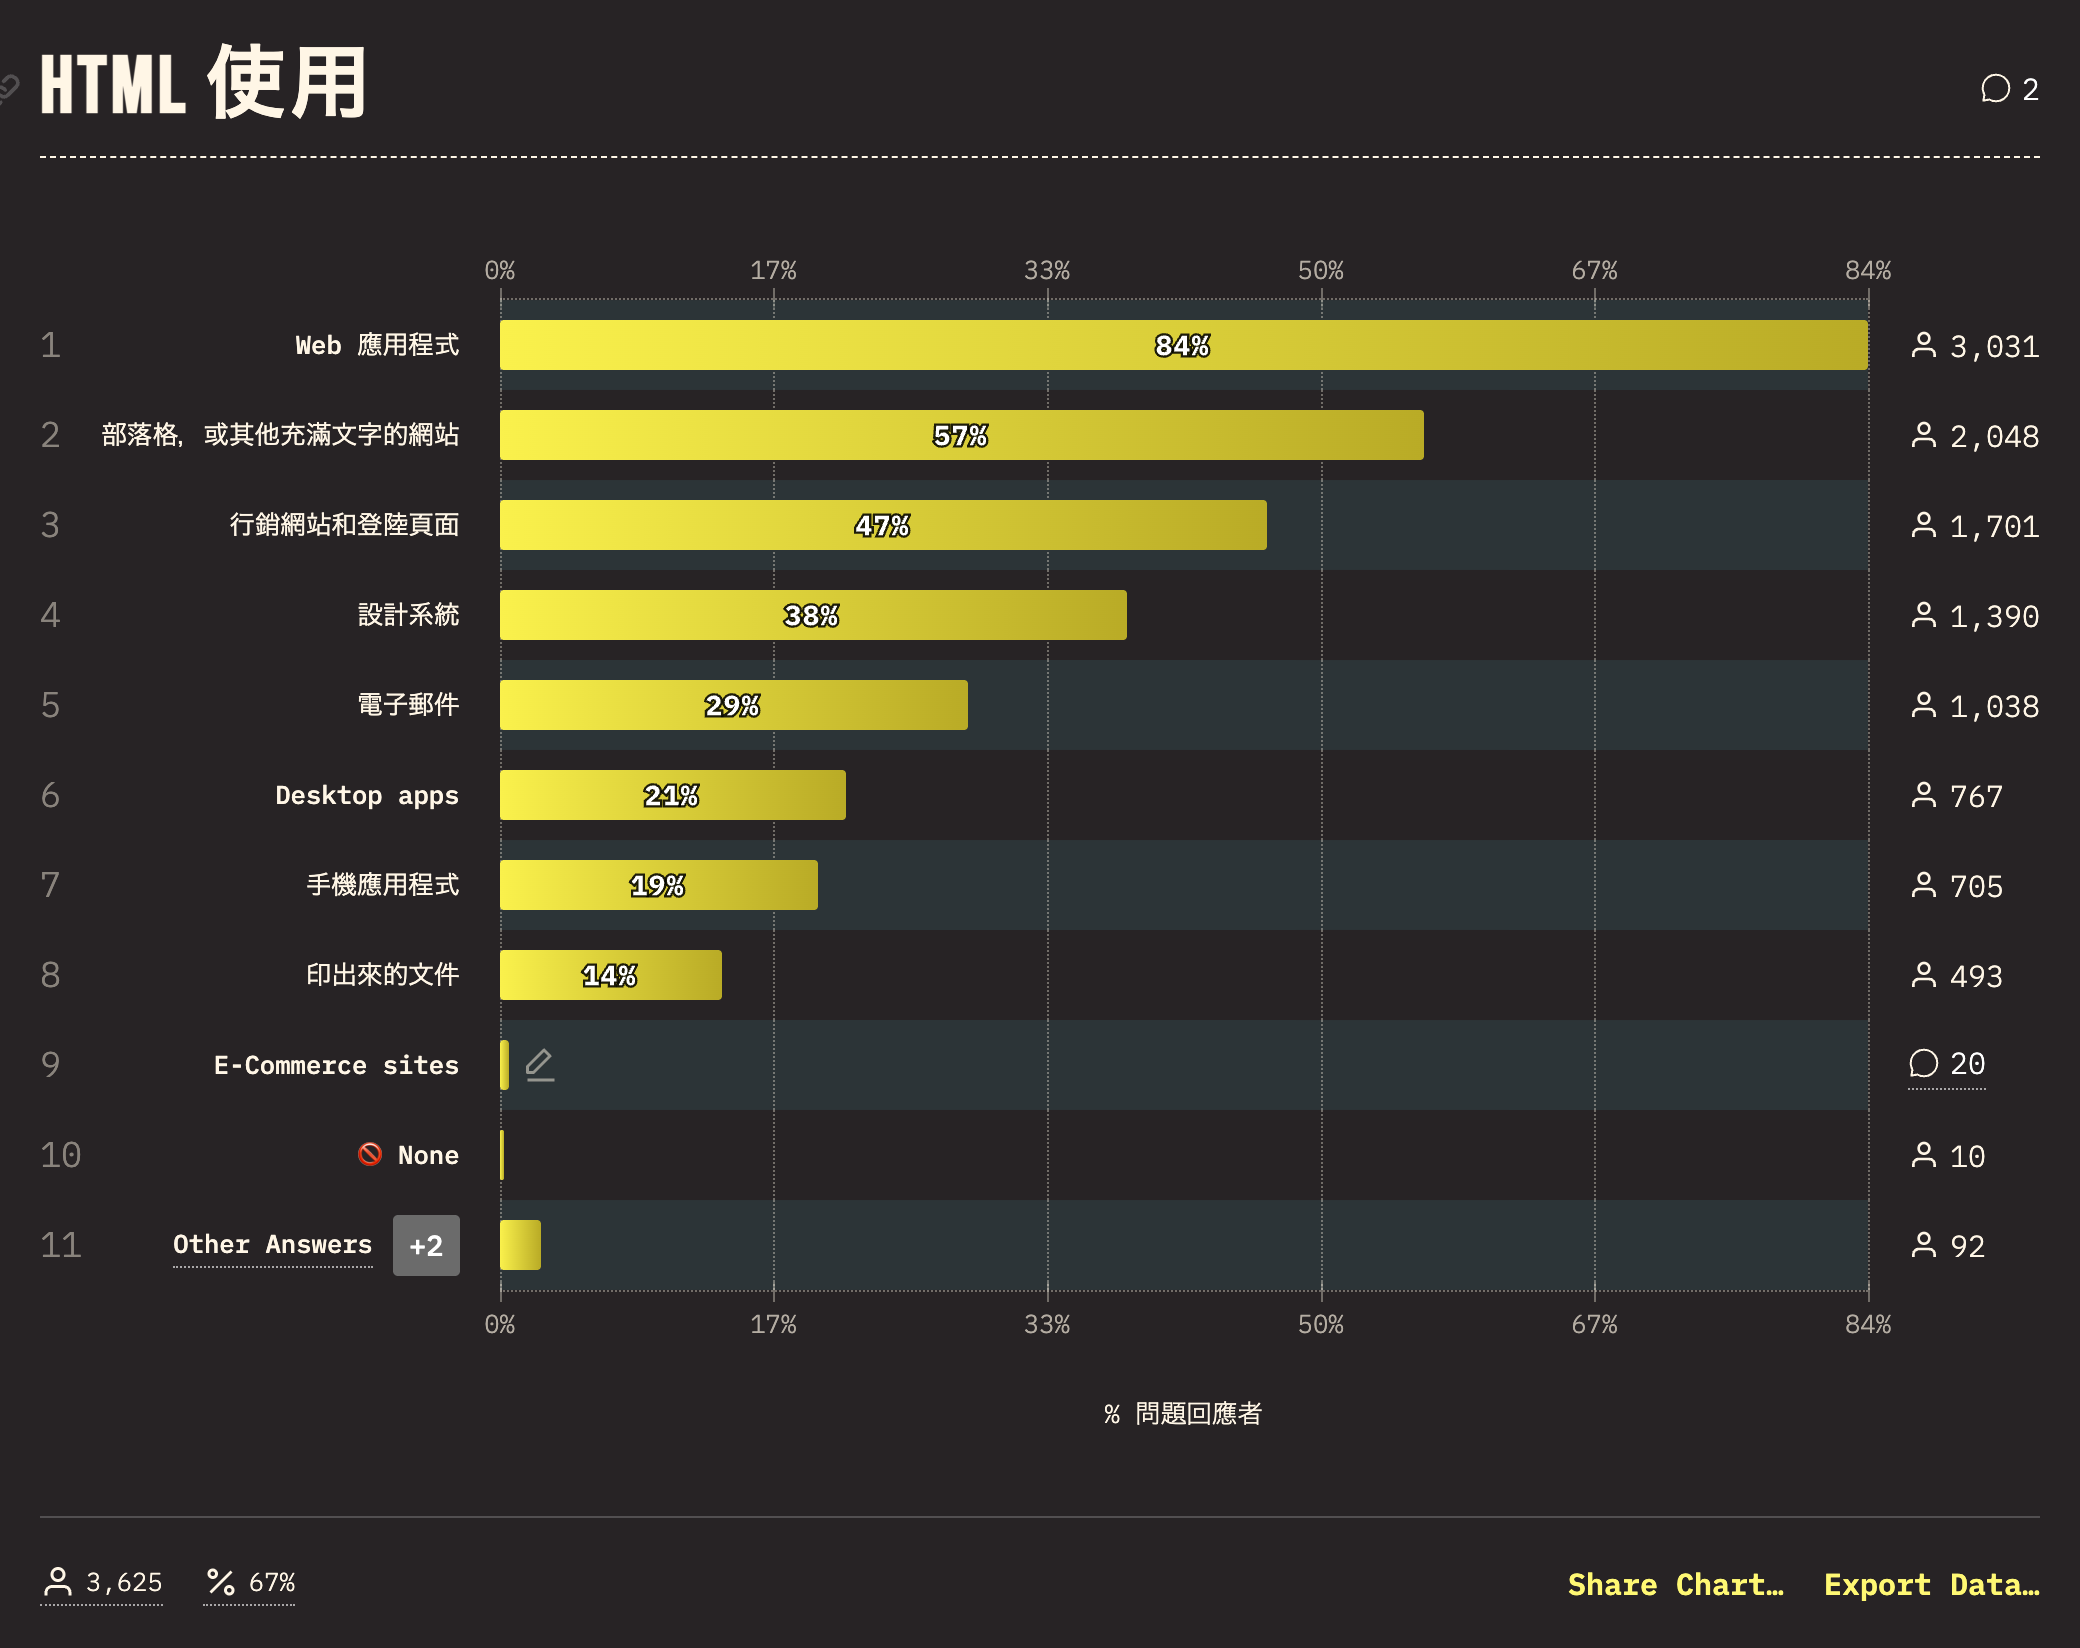 HTML 使用
2
0% 17% 33% 50% 67% 84%
1 Web 應用程式 84% 3,031
2 部落格，或其他充滿文字的網站 57% 2,048
3 行銷網站和登陸頁面 47% 1,701
4 設計系統 38% 1,390
5 電子郵件 29% 1,038
6 Desktop apps 21% 767
7 手機應用程式 19% 705
8 印出來的文件 14% 493
9 E-Commerce sites 20
10 🚫 None 10
11 Other Answers +2 92
0% 17% 33% 50% 67% 84%
% 問題回應者
3,625 % 67% Share Chart… Export Data…